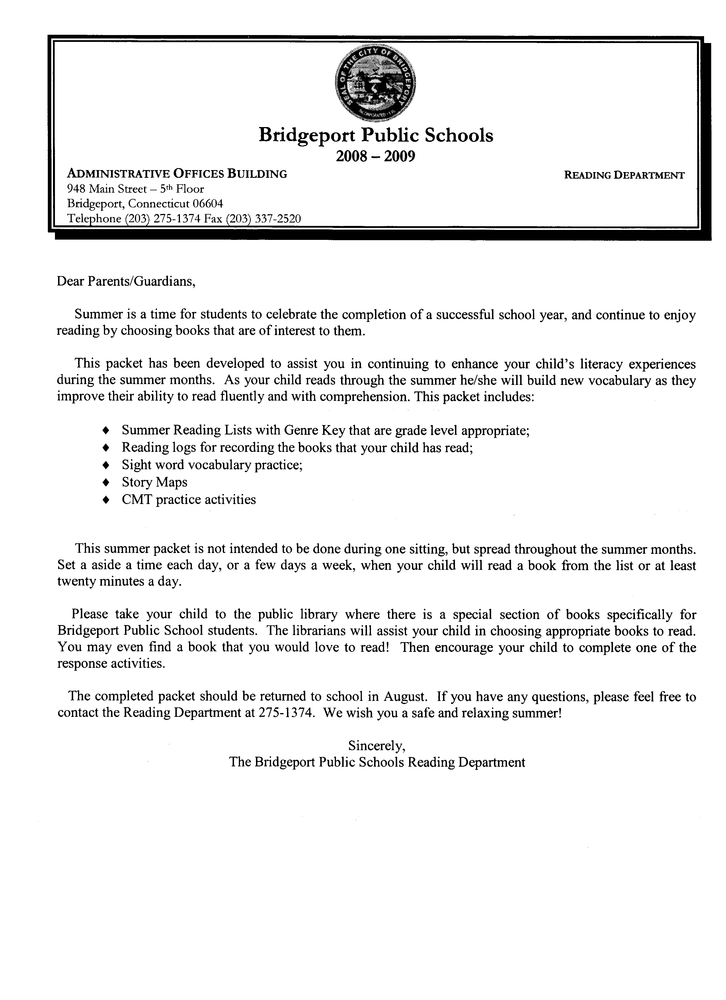 SEAL OF THE CITY OF BRIDGEPORT
Bridgeport Public Schools
2008 – 2009
ADMINISTRATIVE OFFICES BUILDING
READING DEPARTMENT
948 Main Street – 5th Floor
Bridgeport, Connecticut 06604
Telephone (203) 275-1374 Fax (203) 337-2520
Dear Parents/Guardians,
Summer is a time for students to celebrate the completion of a successful school year, and continue to enjoy
reading by choosing books that are of interest to them.
This packet has been developed to assist you in continuing to enhance your child's literacy experiences
during the summer months. As your child reads through the summer he/she will build new vocabulary as they
improve their ability to read fluently and with comprehension. This packet includes:
♦ Summer Reading Lists with Genre Key that are grade level appropriate;
♦ Reading logs for recording the books that your child has read;
♦ Sight word vocabulary practice;
♦ Story Maps
♦ CMT practice activities
This summer packet is not intended to be done during one sitting, but spread throughout the summer months.
Set a aside a time each day, or a few days a week, when your child will read a book from the list or at least
twenty minutes a day.
Please take your child to the public library where there is a special section of books specifically for
Bridgeport Public School students. The librarians will assist your child in choosing appropriate books to read.
You may even find a book that you would love to read! Then encourage your child to complete one of the
response activities.
The completed packet should be returned to school in August. If you have any questions, please feel free to
contact the Reading Department at 275-1374. We wish you a safe and relaxing summer!
Sincerely,
The Bridgeport Public Schools Reading Department